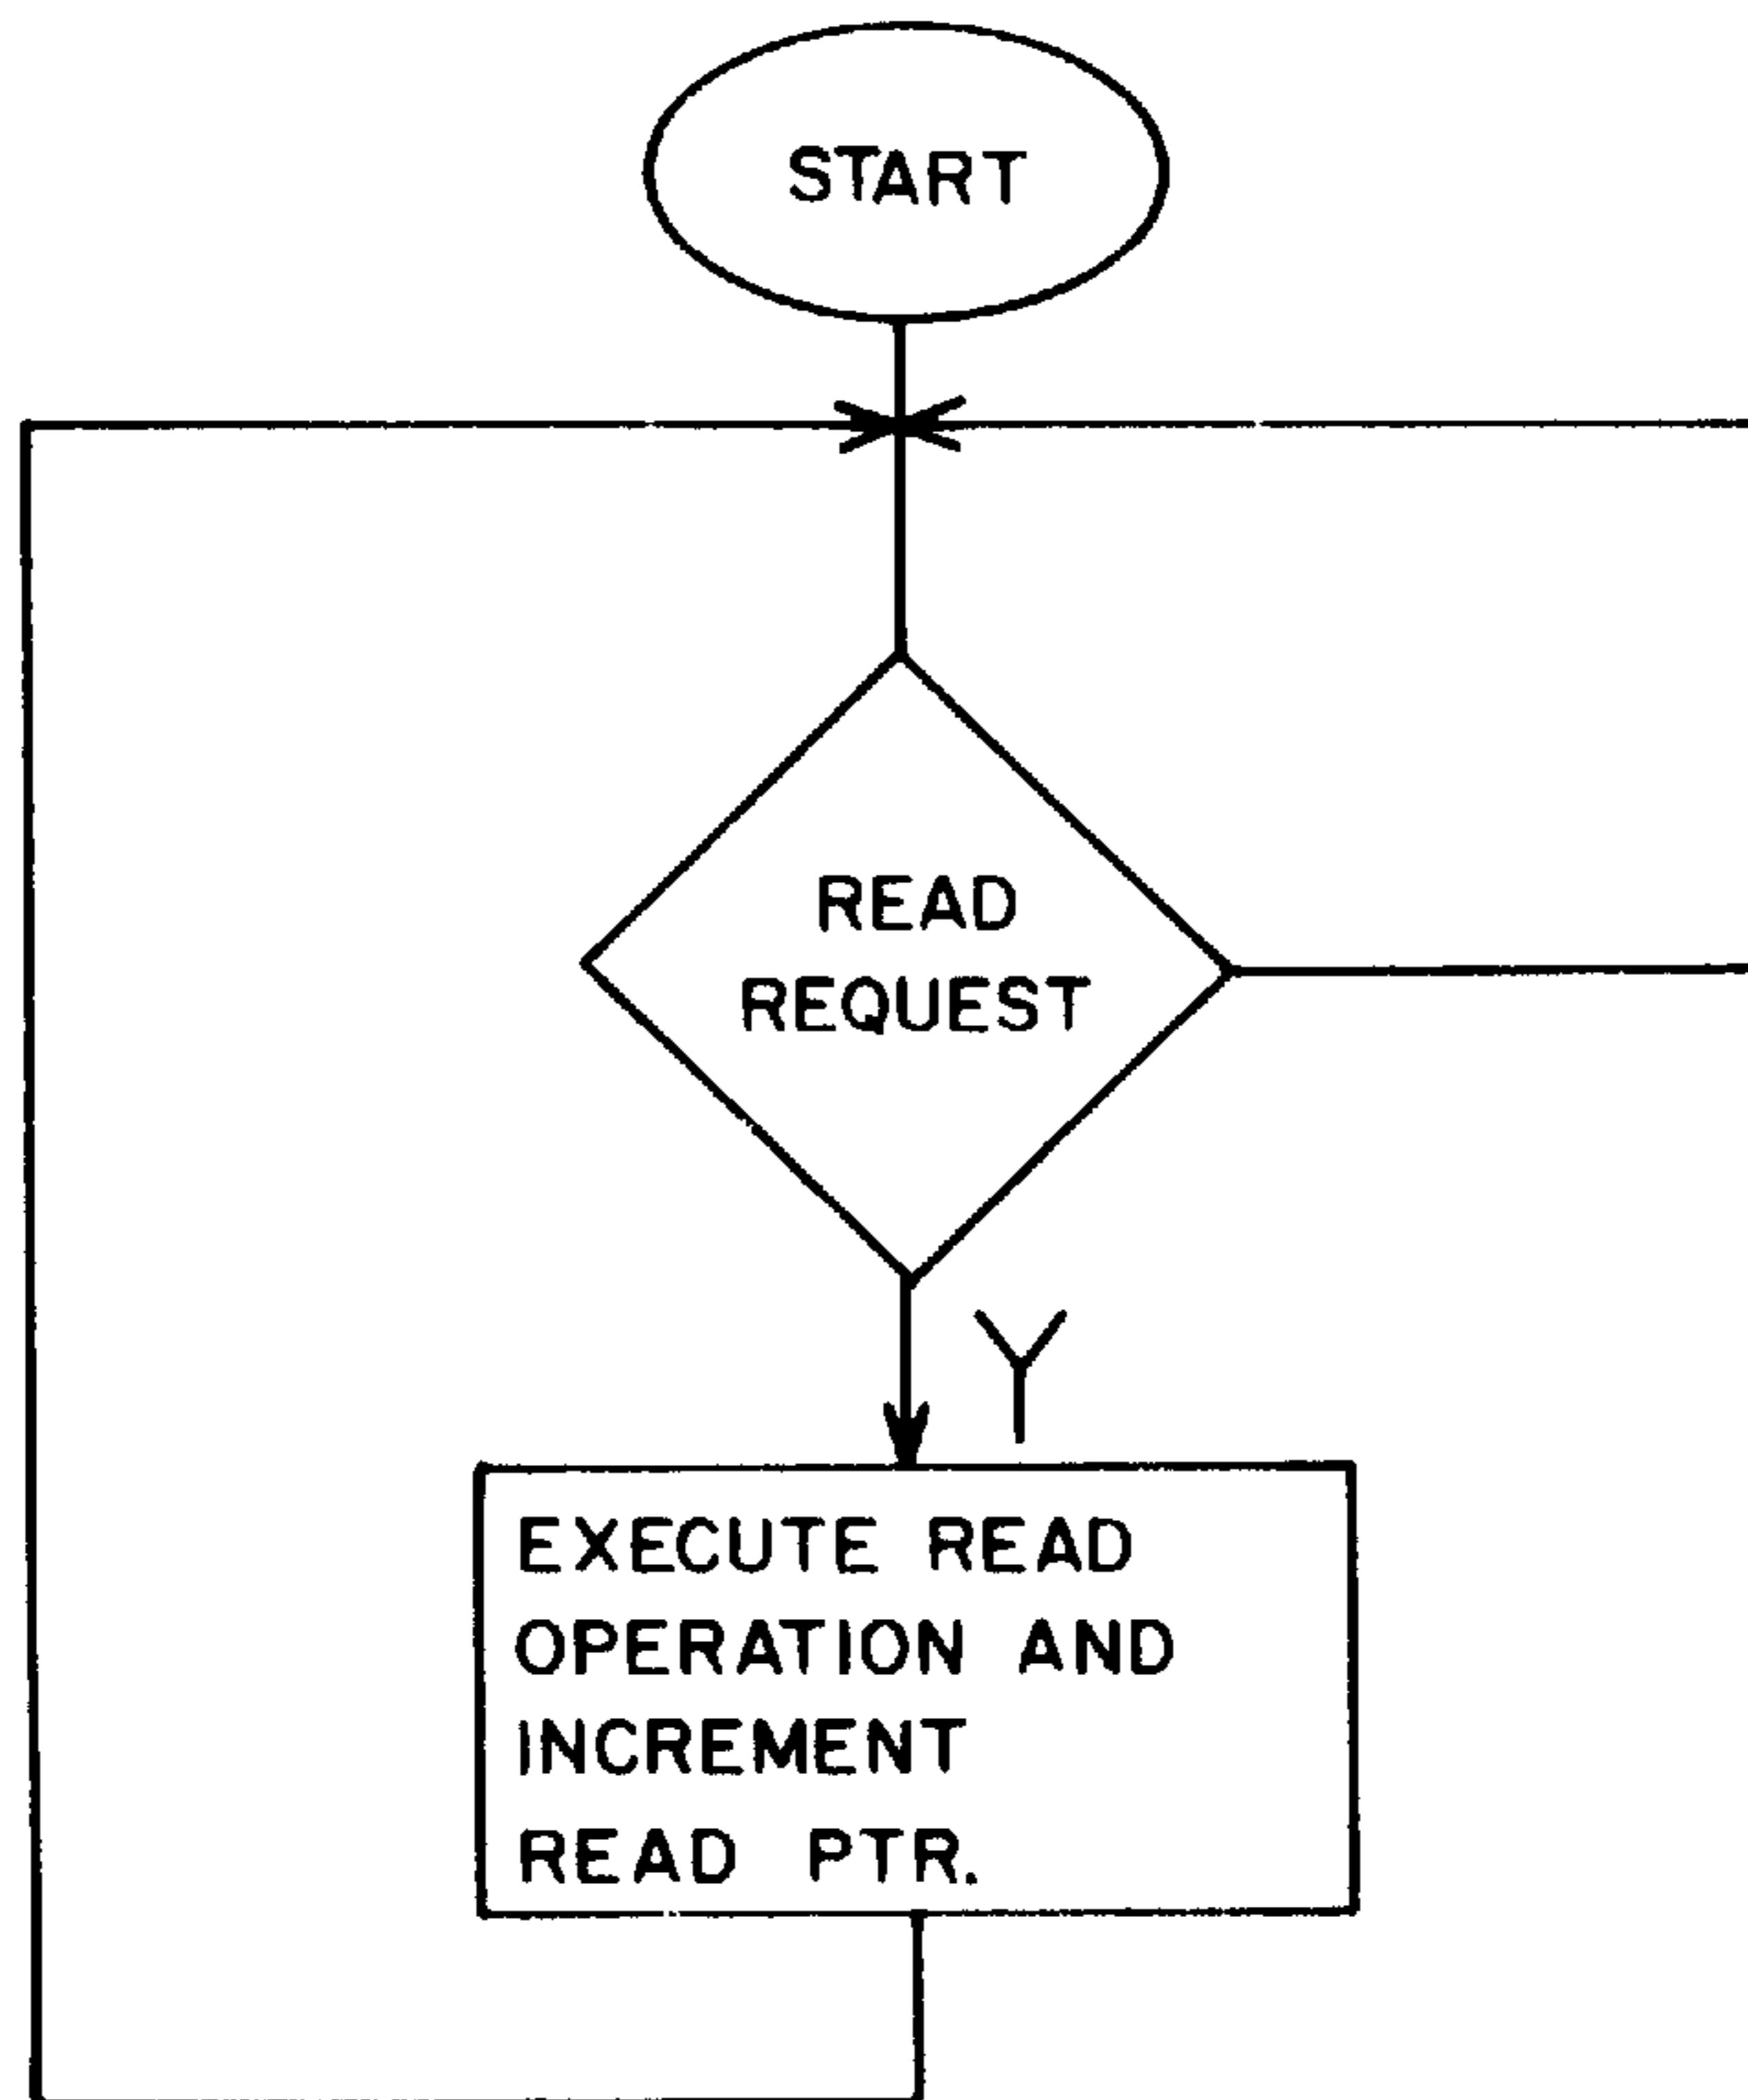 START
READ
REQUEST
Y
EXECUTE READ
OPERATION AND
INCREMENT
READ PTR.